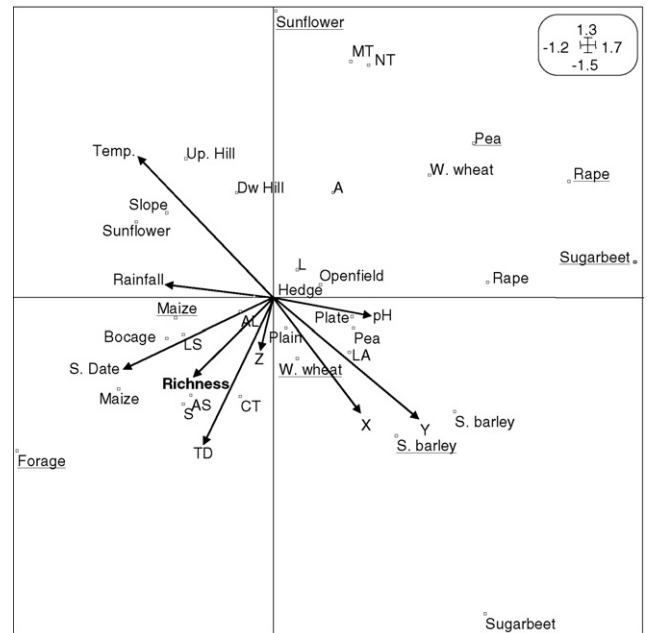 Sunflower
1.3
-1.2 1.7
-1.5
MT
NT
Pea
Temp.
Up. Hill
W. wheat
Rape
Dw Hill
A
Slope
Sunflower
Sugarbeet
L
Openfield
Rape
Rainfall
Hedge
Maize
AL
Plate
pH
Bocage
LS
Plain
Pea
Z
LA
S. Date
W. wheat
Richness
Maize
AS
S
CT
X
Y
S. barley
S. barley
TD
Forage
Sugarbeet